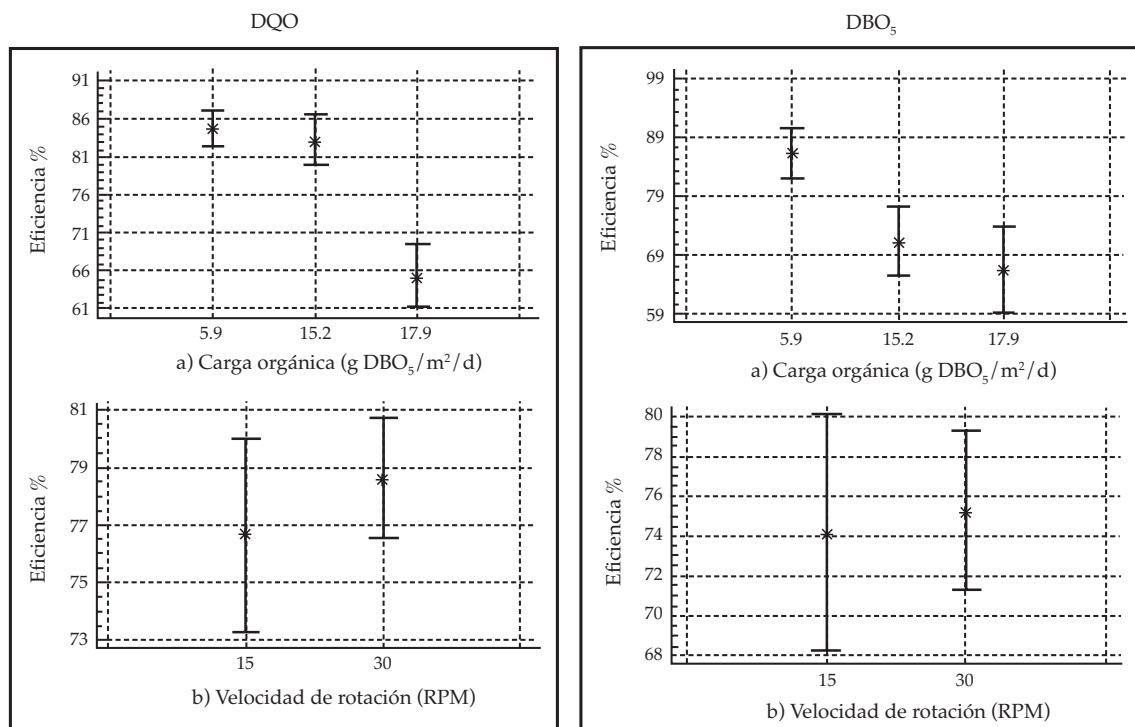 DQO
Eficiencia %
91
86
81
76
71
66
61
5.9 15.2 17.9
a) Carga orgánica (g DBO₅/m²/d)
Eficiencia %
81
79
77
75
73
15 30
b) Velocidad de rotación (RPM)
DBO₅
Eficiencia %
99
89
79
69
59
5.9 15.2 17.9
a) Carga orgánica (g DBO₅/m²/d)
Eficiencia %
80
78
76
74
72
70
68
15 30
b) Velocidad de rotación (RPM)